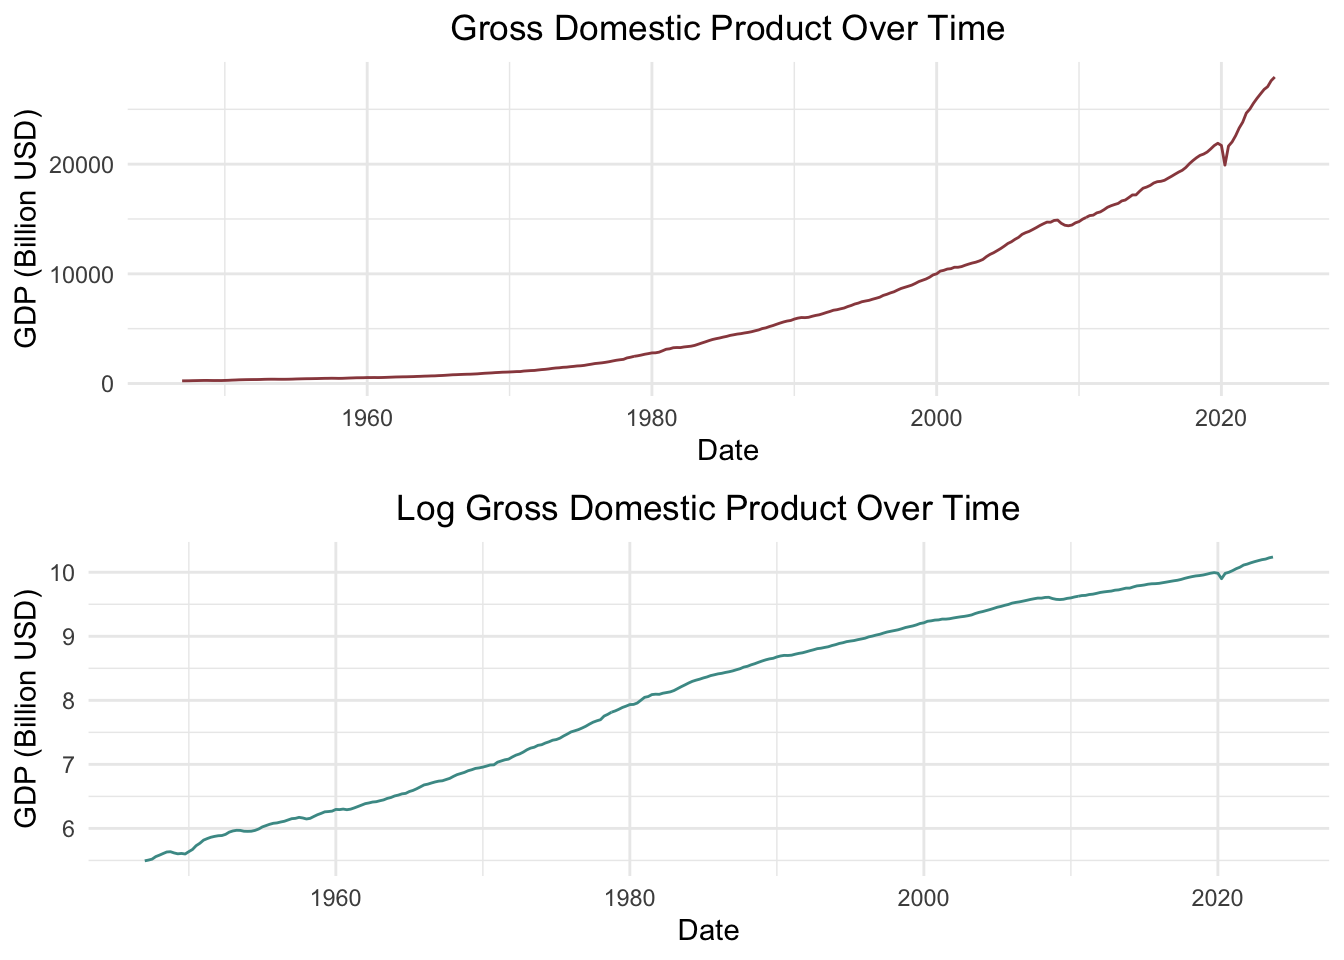 Gross Domestic Product Over Time
GDP (Billion USD)
20000
10000
0
1960 1980 2000 2020
Date
Log Gross Domestic Product Over Time
GDP (Billion USD)
10
9
8
7
6
1960 1980 2000 2020
Date